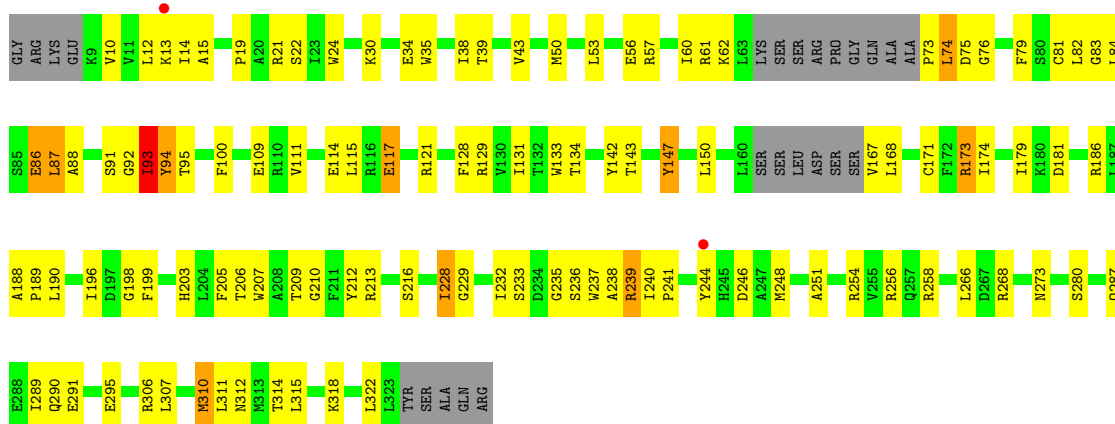 GLY ARG LYS GLU K9 V10 V11 L12 K13 I14 A15 P19 A20 R21 S22 I23 W24 K30 E34 W35 I38 T39 V43 M50 L53 E56 R57 I60 R61 K62 L63 LYS SER SER ARG PRO GLY GLN ALA ALA P73 L74 D75 G76 F79 S80 C81 L82 G83 L84
S85 E86 L87 A88 S91 G92 I93 Y94 T95 F100 E109 R110 V111 E114 L115 R116 E117 R121 F128 R129 V130 I131 T132 W133 T134 Y142 T143 Y147 L150 L160 SER SER LEU ASP SER SER V167 L168 C171 F172 R173 I174 I179 K180 D181 R186 L187
A188 P189 L190 I196 D197 G198 F199 H203 L204 F205 T206 W207 A208 T209 G210 F211 Y212 R213 S216 I228 G229 I232 S233 D234 G235 S236 W237 A238 R239 I240 P241 Y244 H245 D246 A247 M248 A251 R254 V255 R256 Q257 R258 L266 D267 R268 N273 S280
E288 I289 Q290 E291 E295 R306 L307 M310 L311 N312 M313 T314 L315 K318 L322 L323 TYR SER ALA GLN ARG